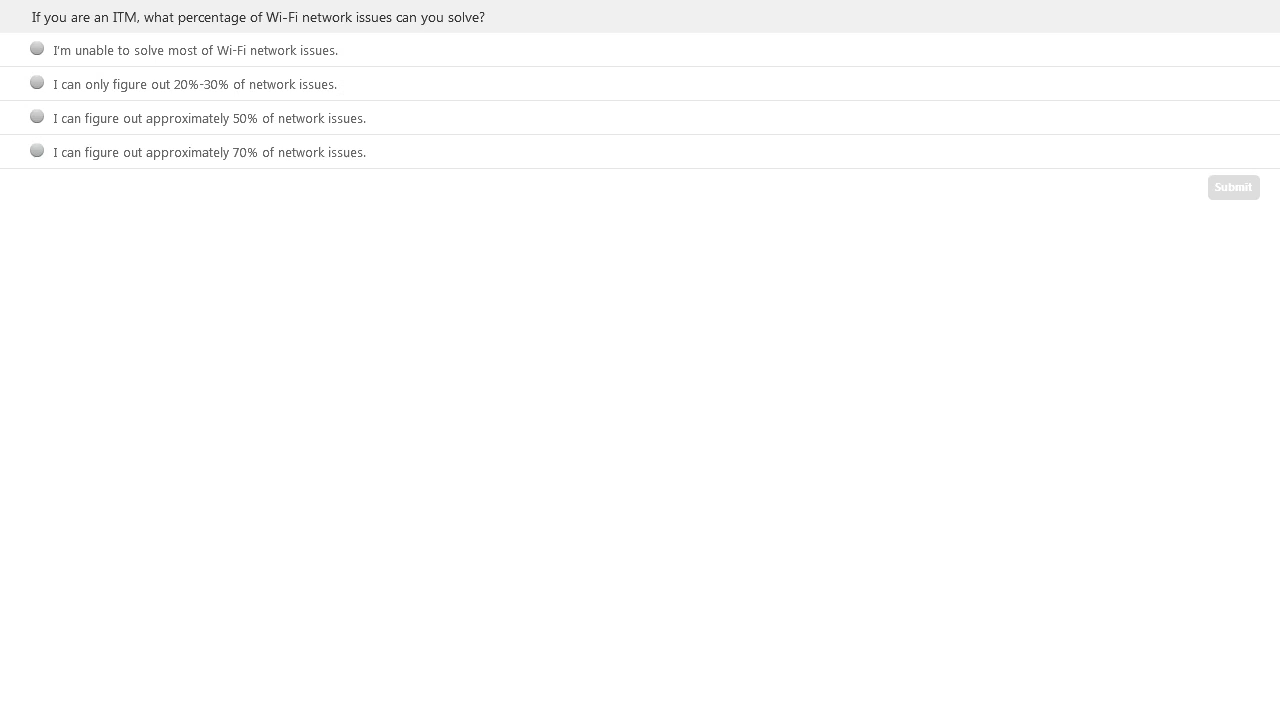 If you are an ITM, what percentage of Wi-Fi network issues can you solve?
I'm unable to solve most of Wi-Fi network issues.
I can only figure out 20%-30% of network issues.
I can figure out approximately 50% of network issues.
I can figure out approximately 70% of network issues.
Submit